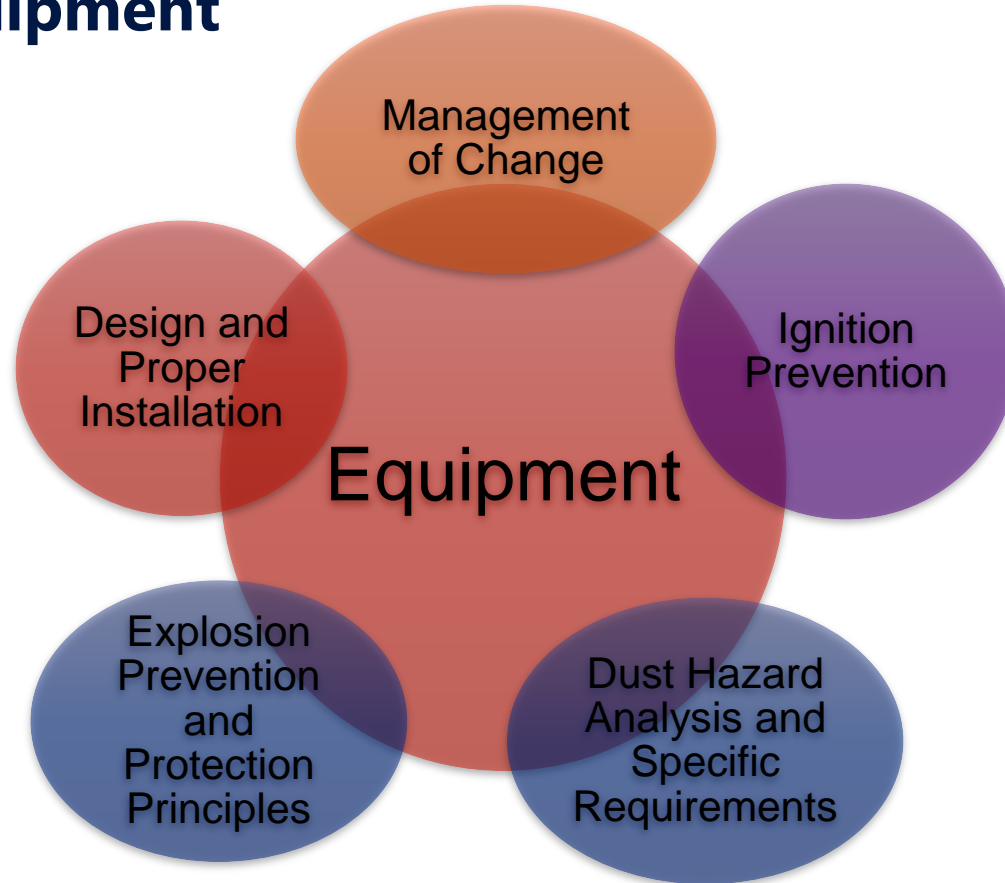 uipment
Management
of Change
Ignition
Prevention
Design and
Proper
Installation
Equipment
Explosion
Prevention
and
Protection
Principles
Dust Hazard
Analysis and
Specific
Requirements